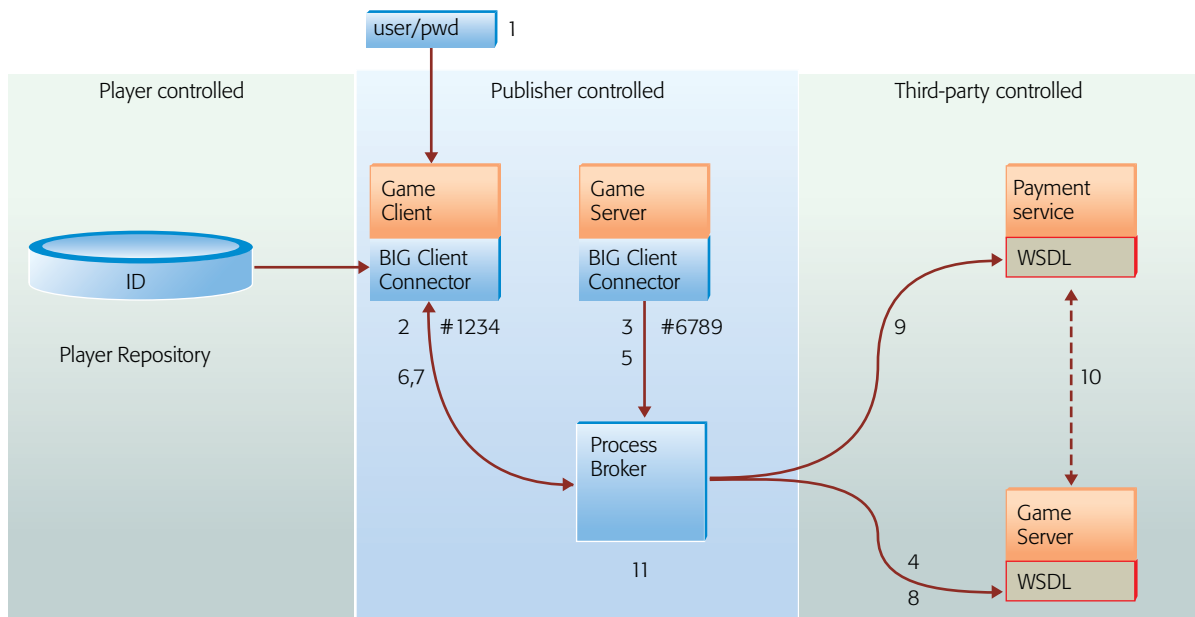 user/pwd
1
Player controlled
Publisher controlled
Third-party controlled
Game
Client
BIG Client
Connector
Game
Server
BIG Client
Connector
Payment
service
WSDL
ID
Player Repository
2
#1234
3
#6789
5
6,7
9
10
Process
Broker
11
Game
Server
WSDL
4
8